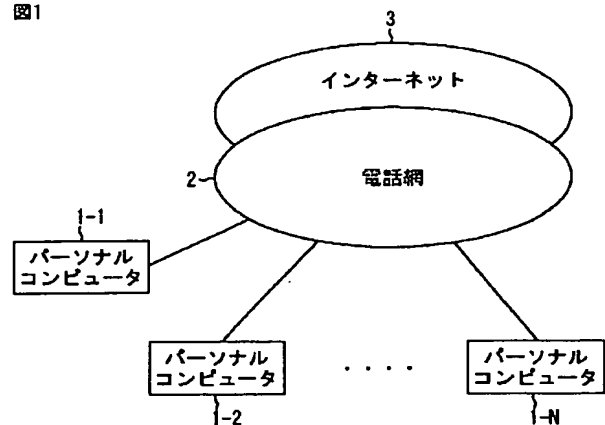 図1
3
インターネット
2
電話網
1-1
パーソナル
コンピュータ
パーソナル
コンピュータ
・・・・
パーソナル
コンピュータ
1-2
1-N